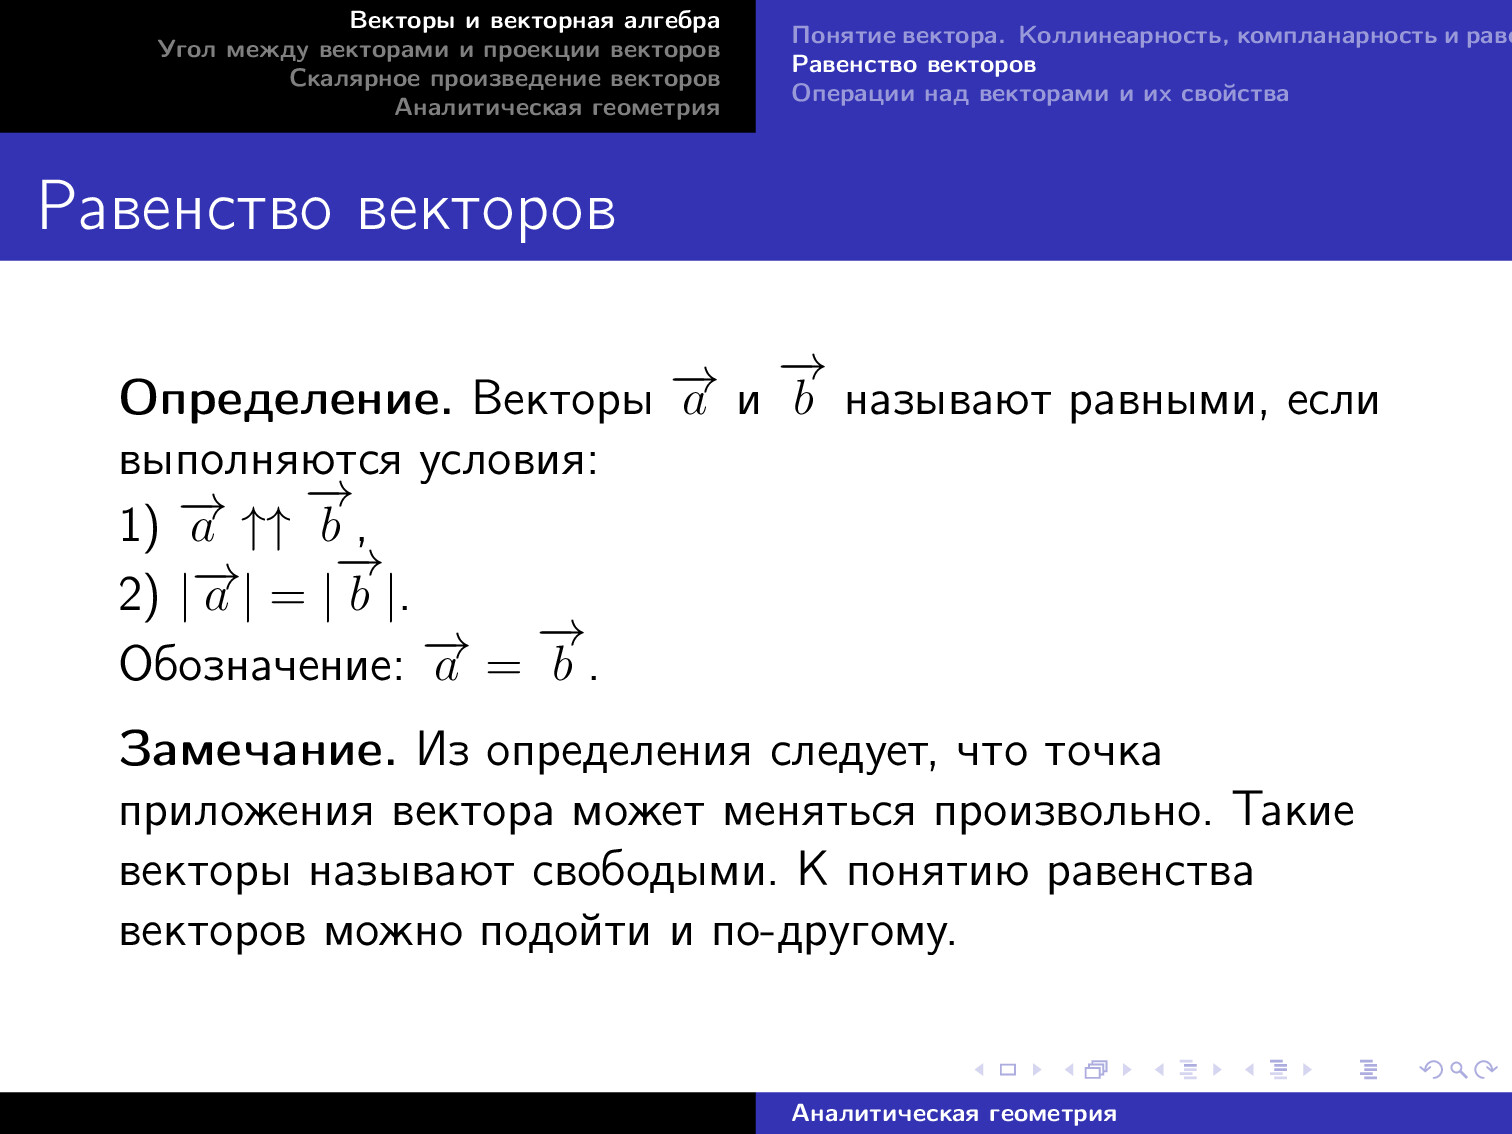 Векторы и векторная алгебра
Угол между векторами и проекции векторов
Скалярное произведение векторов
Аналитическая геометрия
Понятие вектора. Коллинеарность, компланарность и
Равенство векторов
Операции над векторами и их свойства
Равенство векторов
Определение. Векторы $\overrightarrow{a}$ и $\overrightarrow{b}$ называют равными, если
выполняются условия:
1) $\overrightarrow{a} \uparrow\uparrow \overrightarrow{b}$,
2) $|\overrightarrow{a}| = |\overrightarrow{b}|$.
Обозначение: $\overrightarrow{a} = \overrightarrow{b}$.
Замечание. Из определения следует, что точка
приложения вектора может меняться произвольно. Такие
векторы называют свободыми. К понятию равенства
векторов можно подойти и по-другому.
Аналитическая геометрия